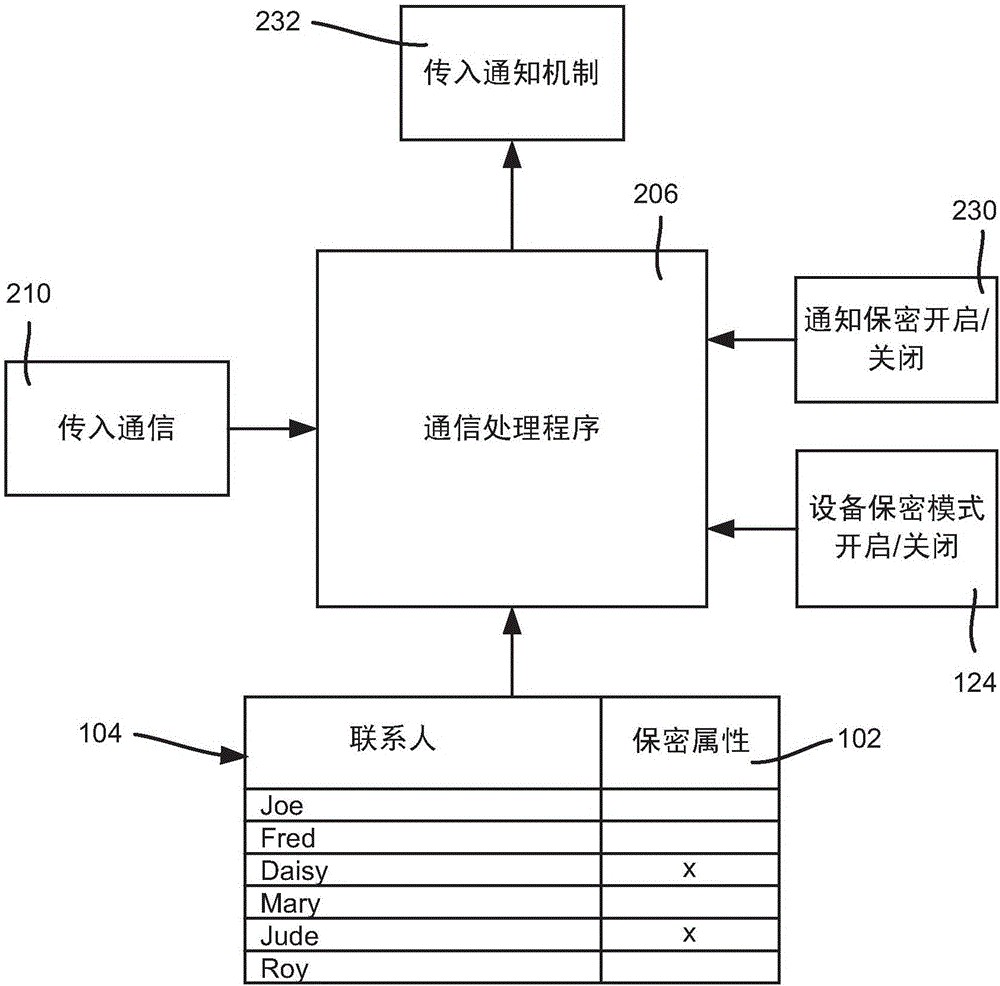 232
传入通知机制
206
230
210
通知保密开启/
关闭
传入通信
通信处理程序
设备保密模式
开启/关闭
124
104
联系人 保密属性
102
Joe
Fred
Daisy x
Mary
Jude x
Roy